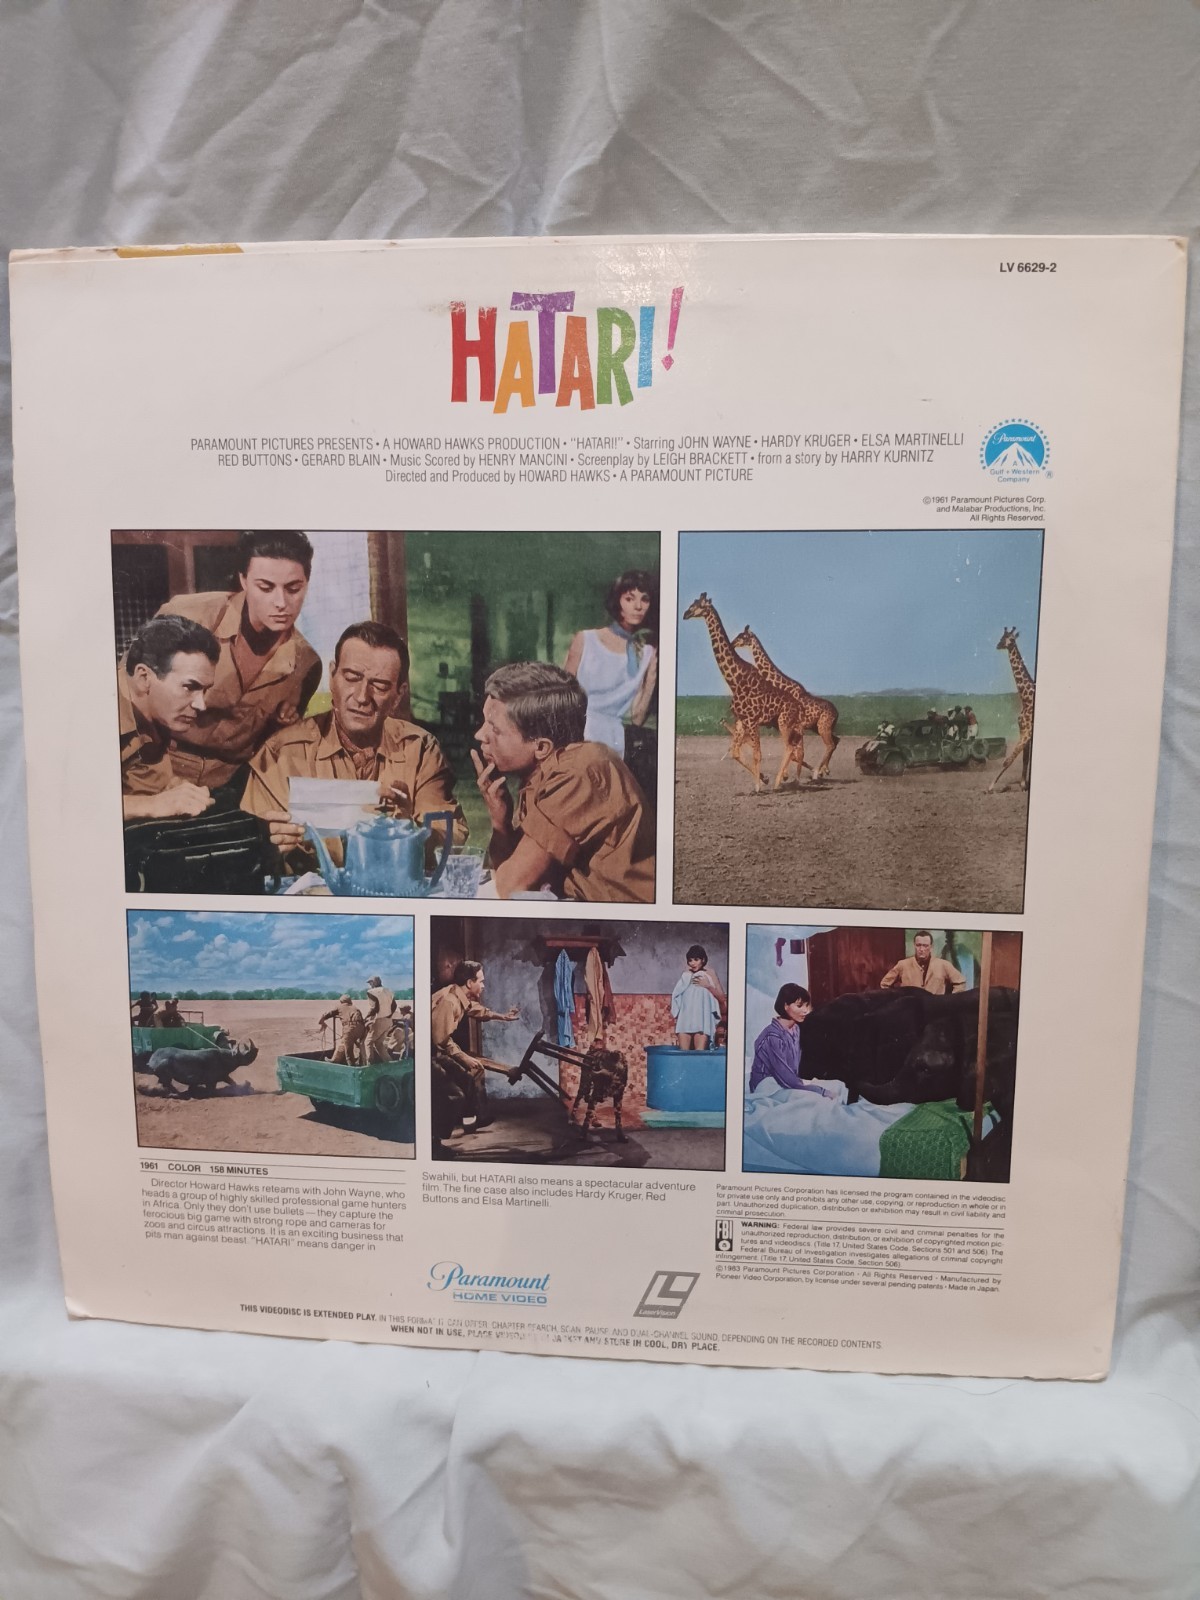 LV 6629-2
HATARI!
PARAMOUNT PICTURES PRESENTS • A HOWARD HAWKS PRODUCTION • "HATARI!" • Starring JOHN WAYNE • HARDY KRUGER • ELSA MARTINELLI
RED BUTTONS • GERARD BLAIN • Music Scored by HENRY MANCINI • Screenplay by LEIGH BRACKETT • from a story by HARRY KURNITZ
Directed and Produced by HOWARD HAWKS • A PARAMOUNT PICTURE
Paramount
A
Gulf + Western
Company
®
©1961 Paramount Pictures Corp.
and Malabar Productions, Inc.
All Rights Reserved.
1961 COLOR 158 MINUTES
Director Howard Hawks reteams with John Wayne, who
heads a group of highly skilled professional game hunters
in Africa. Only they don't use bullets — they capture the
ferocious big game with strong rope and cameras for
zoos and circus attractions. It is an exciting business that
pits man against beast. "HATARI" means danger in
Swahili, but HATARI also means a spectacular adventure
film. The fine case also includes Hardy Kruger, Red
Buttons and Elsa Martinelli.
Paramount Pictures Corporation has licensed the program contained in the videodisc
for private use only and prohibits any other use, copying, or reproduction in whole or in
part. Unauthorized duplication, distribution or exhibition may result in civil liability and
criminal prosecution.
FBI
WARNING: Federal law provides severe civil and criminal penalties for the
unauthorized reproduction, distribution, or exhibition of copyrighted motion pic-
tures and videodiscs. (Title 17, United States Code, Sections 501 and 506). The
Federal Bureau of Investigation investigates allegations of criminal copyright
infringement. (Title 17, United States Code, Section 506).
©1983 Paramount Pictures Corporation • All Rights Reserved • Manufactured by
Pioneer Video Corporation, by license under several pending patents • Made in Japan.
Paramount
HOME VIDEO
LaserVision
THIS VIDEODISC IS EXTENDED PLAY. IN THIS FORMAT IT CAN OFFER: CHAPTER SEARCH, SCAN, PAUSE, AND DUAL-CHANNEL SOUND, DEPENDING ON THE RECORDED CONTENTS.
WHEN NOT IN USE, PLACE JACKET AND STORE IN COOL, DRY PLACE.